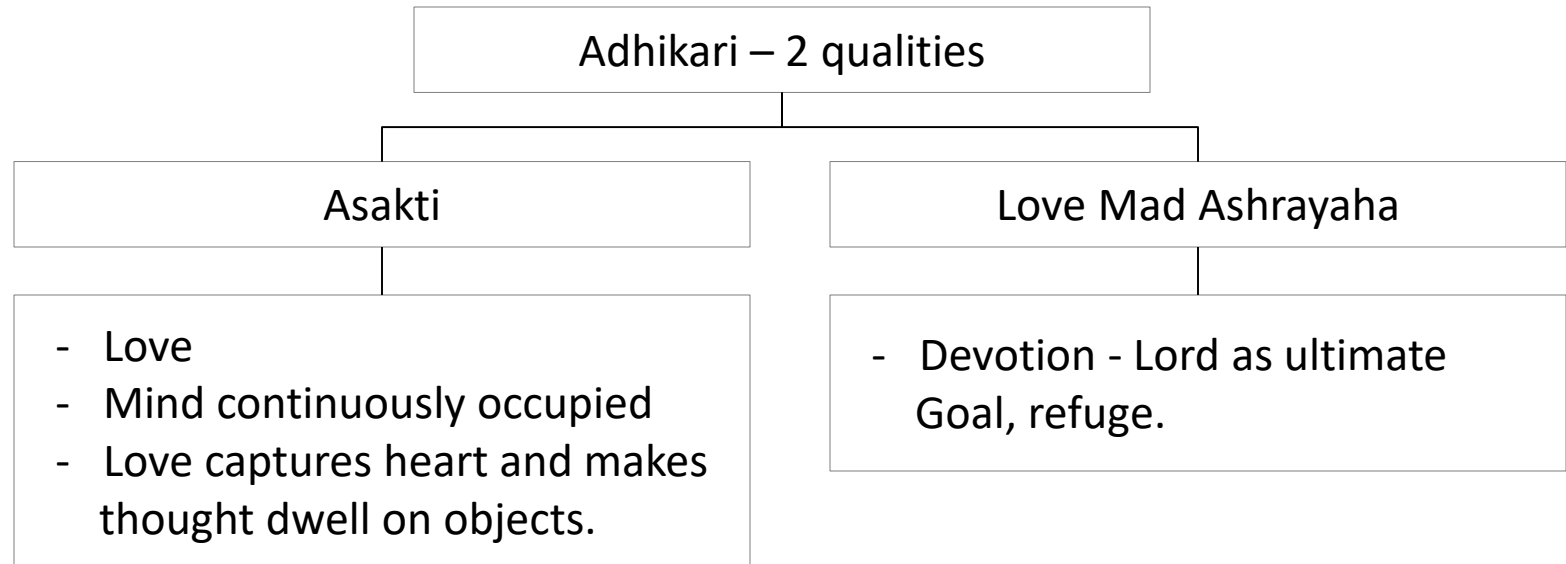 Adhikari – 2 qualities
Asakti
Love Mad Ashrayaha
- Love
- Mind continuously occupied
- Love captures heart and makes
thought dwell on objects.
- Devotion - Lord as ultimate
Goal, refuge.